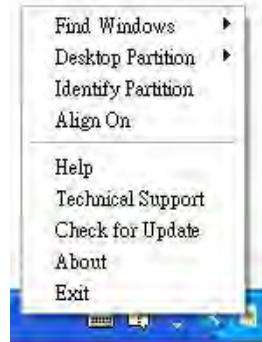 Find Windows
Desktop Partition
Identify Partition
Align On
Help
Technical Support
Check for Update
About
Exit